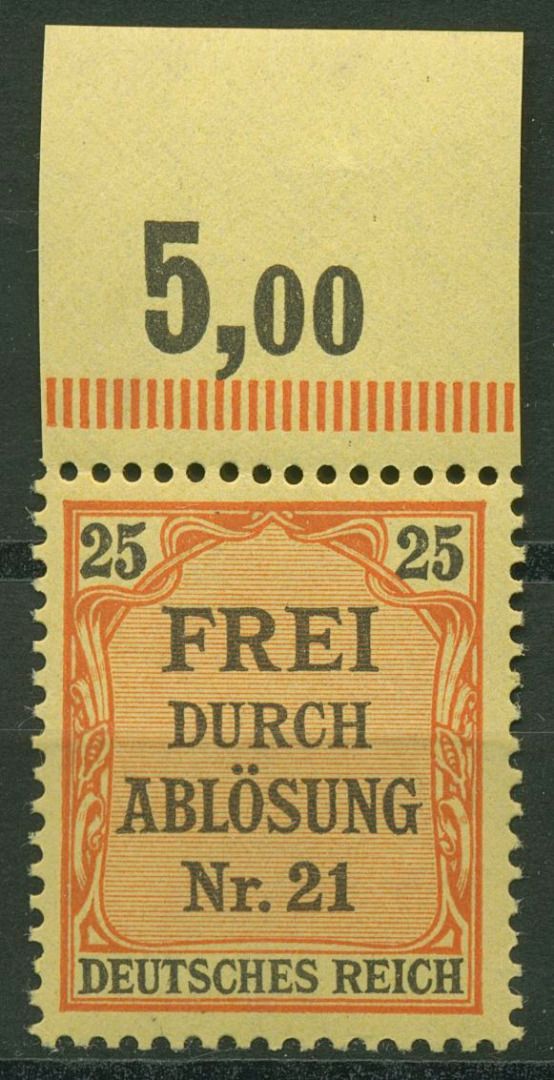 5,00
25 25
FREI
DURCH
ABLÖSUNG
Nr. 21
DEUTSCHES REICH